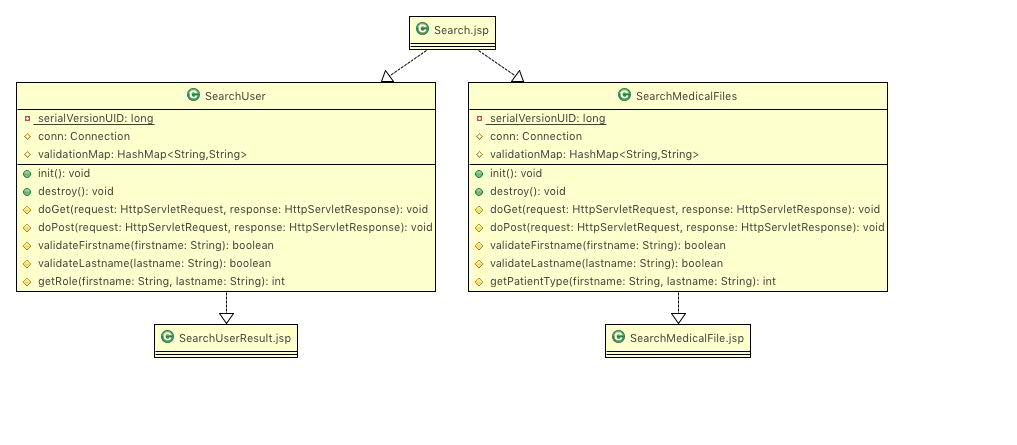 Search.jsp
SearchUser
serialVersionUID: long
conn: Connection
validationMap: HashMap<String,String>
init(): void
destroy(): void
doGet(request: HttpServletRequest, response: HttpServletResponse): void
doPost(request: HttpServletRequest, response: HttpServletResponse): void
validateFirstname(firstname: String): boolean
validateLastname(lastname: String): boolean
getRole(firstname: String, lastname: String): int
SearchMedicalFiles
serialVersionUID: long
conn: Connection
validationMap: HashMap<String,String>
init(): void
destroy(): void
doGet(request: HttpServletRequest, response: HttpServletResponse): void
doPost(request: HttpServletRequest, response: HttpServletResponse): void
validateFirstname(firstname: String): boolean
validateLastname(lastname: String): boolean
getPatientType(firstname: String, lastname: String): int
SearchUserResult.jsp
SearchMedicalFile.jsp